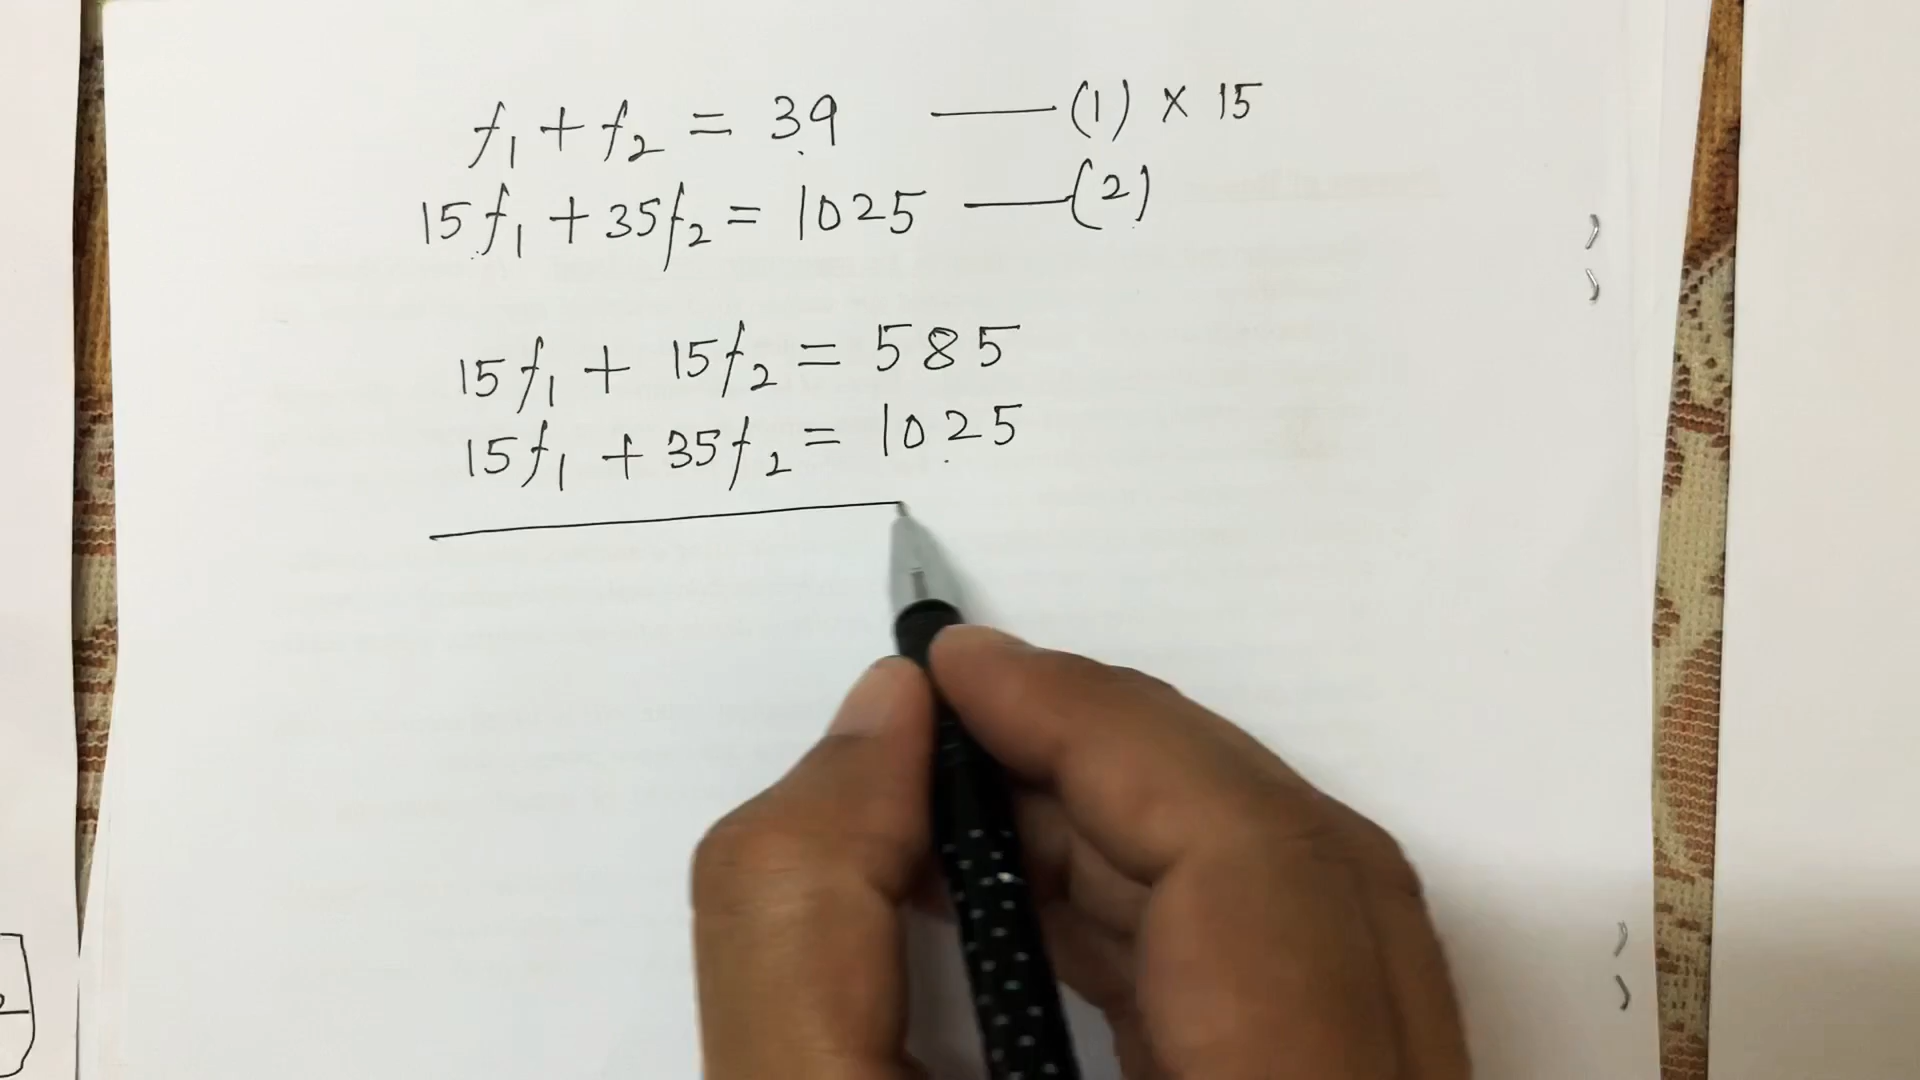 f₁ + f₂ = 39 —— (1) × 15
15f₁ + 35f₂ = 1025 —— (2)
15f₁ + 15f₂ = 585
15f₁ + 35f₂ = 1025